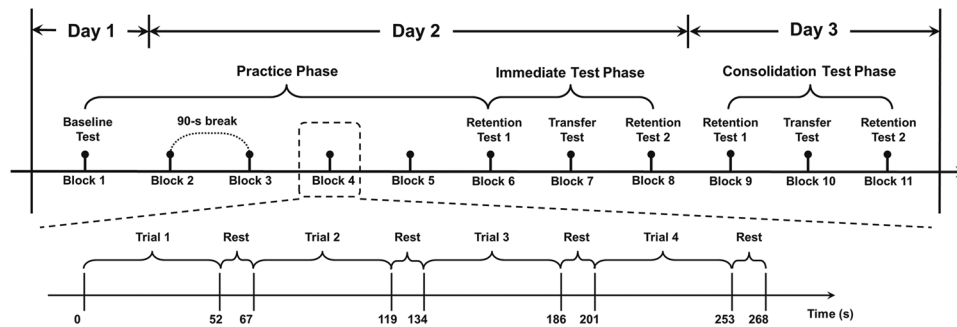 Day 1 Day 2 Day 3
Practice Phase Immediate Test Phase Consolidation Test Phase
Baseline Test 90-s break Retention Test 1 Transfer Test Retention Test 2 Retention Test 1 Transfer Test Retention Test 2
Block 1 Block 2 Block 3 Block 4 Block 5 Block 6 Block 7 Block 8 Block 9 Block 10 Block 11
Trial 1 Rest Trial 2 Rest Trial 3 Rest Trial 4 Rest
0 52 67 119 134 186 201 253 268 Time (s)